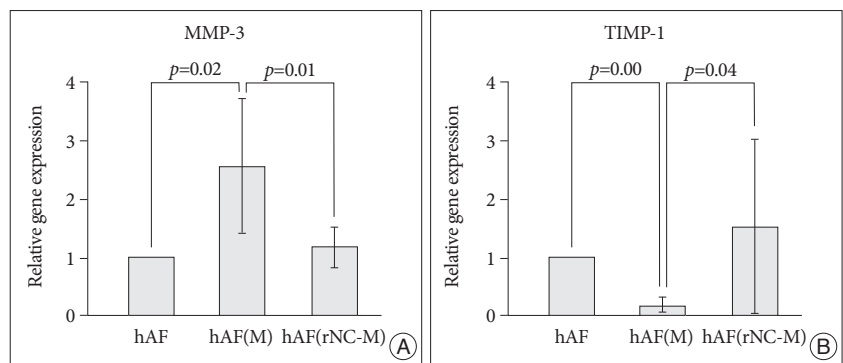 MMP-3
p=0.02 p=0.01
4
3
2
1
0
Relative gene expression
hAF hAF(M) hAF(rNC-M)
A
TIMP-1
p=0.00 p=0.04
4
3
2
1
0
Relative gene expression
hAF hAF(M) hAF(rNC-M)
B